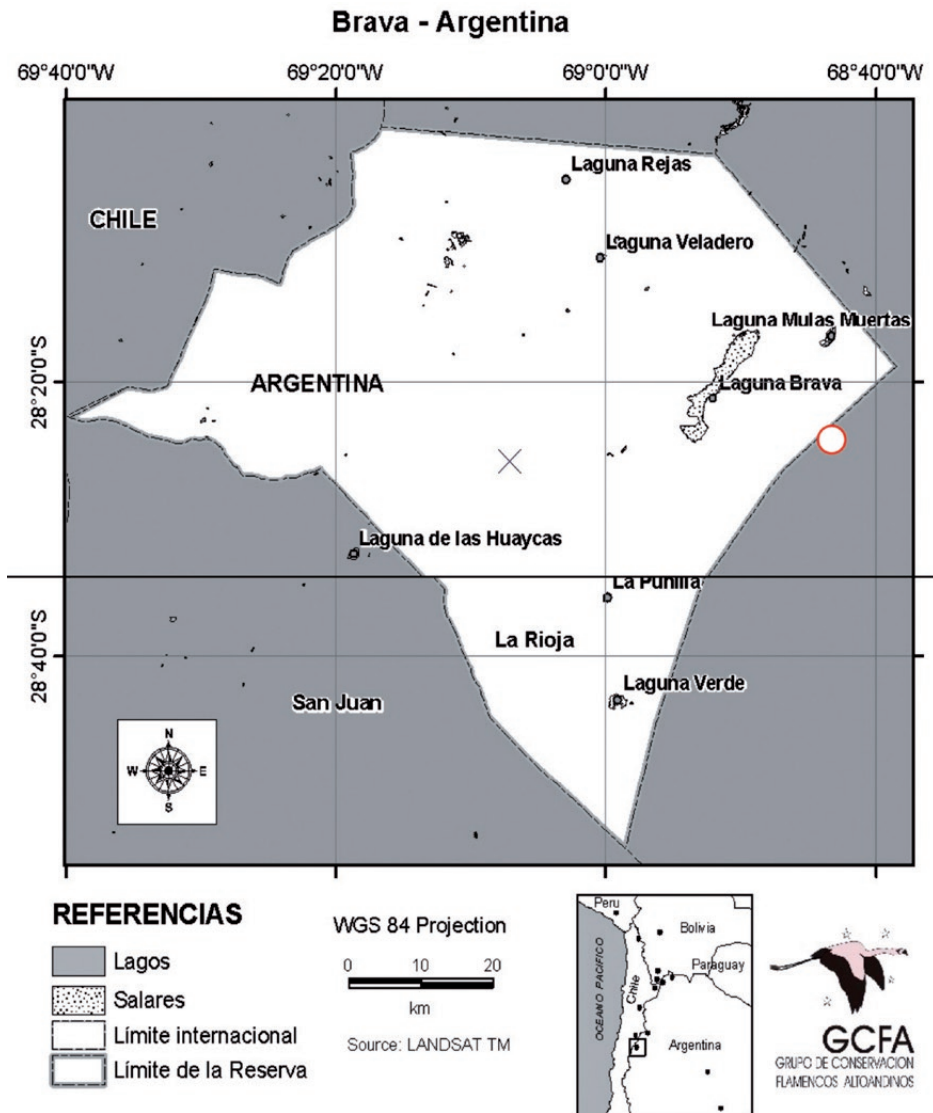 Brava - Argentina
69°40'0"W
69°20'0"W
69°0'0"W
68°40'0"W
Laguna Rejas
CHILE
Laguna Veladero
Laguna Mulas Muertas
28°20'0"S
ARGENTINA
Laguna Brava
Laguna de las Huaycas
La Punilla
La Rioja
28°40'0"S
Laguna Verde
San Juan
N
W
E
S
REFERENCIAS
Lagos
Salares
Límite internacional
Límite de la Reserva
WGS 84 Projection
0 10 20
km
Source: LANDSAT TM
Peru
Bolivia
Paraguay
OCEANO PACIFICO
Chile
Argentina
GCFA
GRUPO DE CONSERVACION
FLAMENCOS ALTOANDINOS